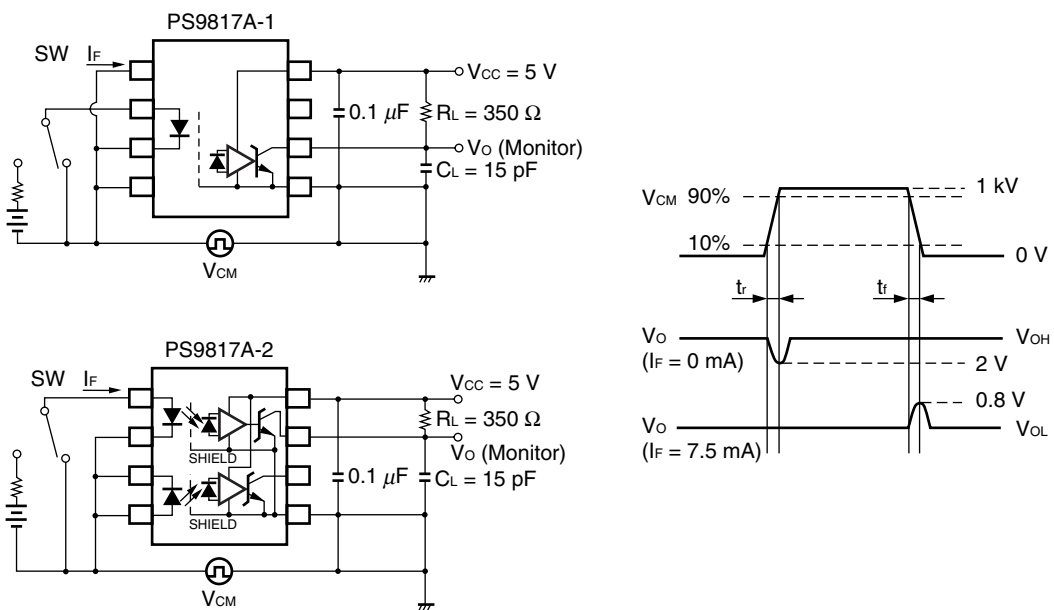 PS9817A-1
SW IF
VCC = 5 V
0.1 μF
RL = 350 Ω
VO (Monitor)
CL = 15 pF
VCM
PS9817A-2
SW IF
VCC = 5 V
RL = 350 Ω
VO (Monitor)
SHIELD
0.1 μF
CL = 15 pF
SHIELD
VCM
VCM 90%
1 kV
10%
0 V
tr
tf
VO
(IF = 0 mA)
VOH
2 V
0.8 V
VO
(IF = 7.5 mA)
VOL